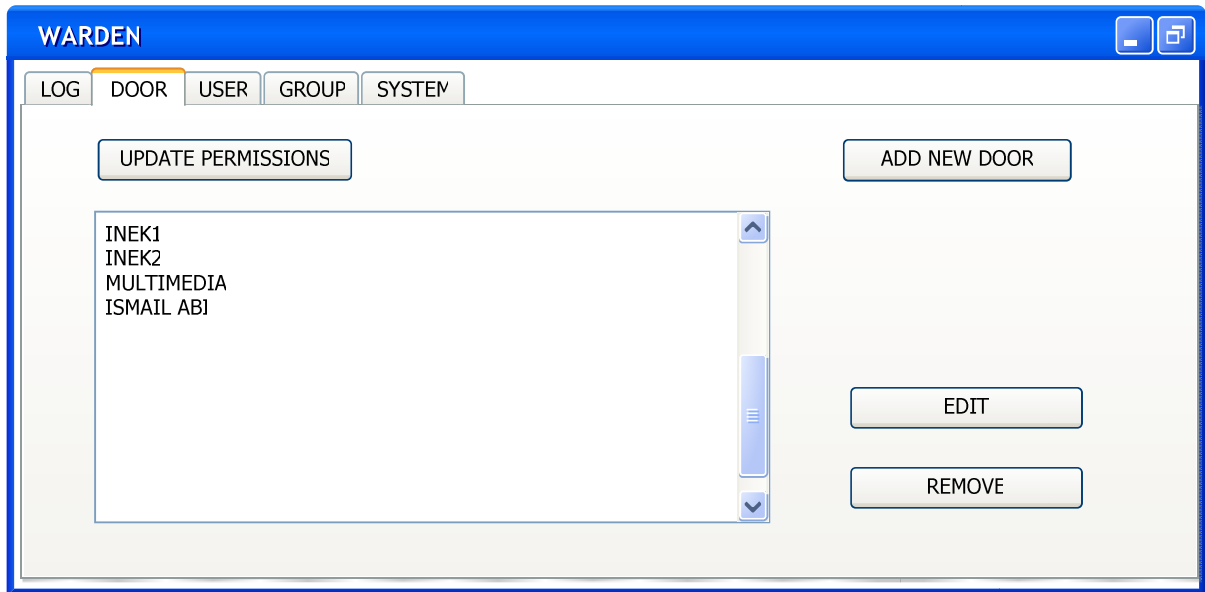 WARDEN
LOG DOOR USER GROUP SYSTEM
UPDATE PERMISSIONS ADD NEW DOOR
INEK1
INEK2
MULTIMEDIA
ISMAIL ABI
EDIT
REMOVE